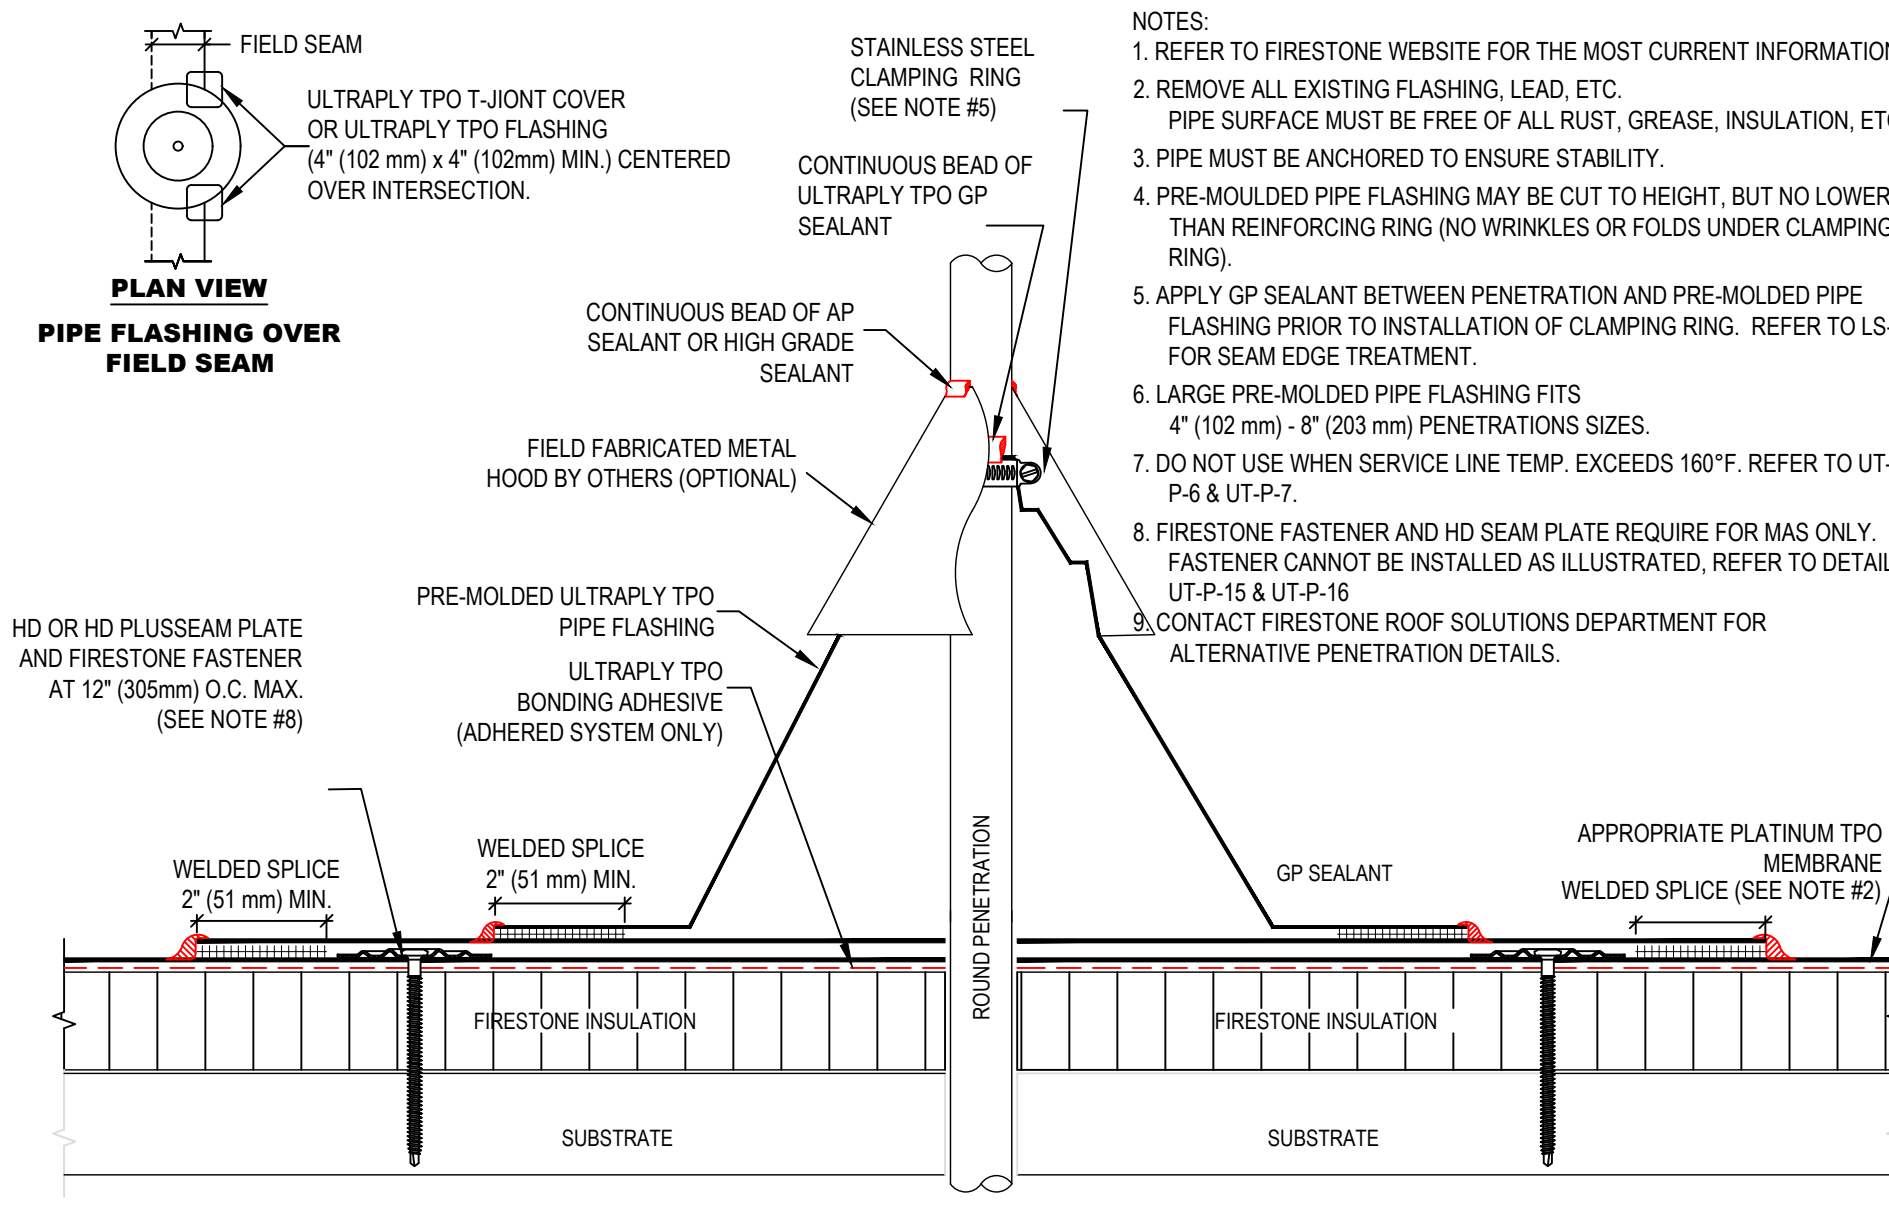 FIELD SEAM
ULTRAPLY TPO T-JIONT COVER
OR ULTRAPLY TPO FLASHING
(4" (102 mm) x 4" (102mm) MIN.) CENTERED
OVER INTERSECTION.
PLAN VIEW
PIPE FLASHING OVER
FIELD SEAM
STAINLESS STEEL
CLAMPING RING
(SEE NOTE #5)
CONTINUOUS BEAD OF
ULTRAPLY TPO GP
SEALANT
CONTINUOUS BEAD OF AP
SEALANT OR HIGH GRADE
SEALANT
FIELD FABRICATED METAL
HOOD BY OTHERS (OPTIONAL)
PRE-MOLDED ULTRAPLY TPO
PIPE FLASHING
ULTRAPLY TPO
BONDING ADHESIVE
(ADHERED SYSTEM ONLY)
HD OR HD PLUSSEAM PLATE
AND FIRESTONE FASTENER
AT 12" (305mm) O.C. MAX.
(SEE NOTE #8)
WELDED SPLICE
2" (51 mm) MIN.
WELDED SPLICE
2" (51 mm) MIN.
NOTES:
1. REFER TO FIRESTONE WEBSITE FOR THE MOST CURRENT INFORMATION
2. REMOVE ALL EXISTING FLASHING, LEAD, ETC.
PIPE SURFACE MUST BE FREE OF ALL RUST, GREASE, INSULATION, ETC
3. PIPE MUST BE ANCHORED TO ENSURE STABILITY.
4. PRE-MOULDED PIPE FLASHING MAY BE CUT TO HEIGHT, BUT NO LOWER
THAN REINFORCING RING (NO WRINKLES OR FOLDS UNDER CLAMPING
RING).
5. APPLY GP SEALANT BETWEEN PENETRATION AND PRE-MOLDED PIPE
FLASHING PRIOR TO INSTALLATION OF CLAMPING RING. REFER TO LS-
FOR SEAM EDGE TREATMENT.
6. LARGE PRE-MOLDED PIPE FLASHING FITS
4" (102 mm) - 8" (203 mm) PENETRATIONS SIZES.
7. DO NOT USE WHEN SERVICE LINE TEMP. EXCEEDS 160°F. REFER TO UT-
P-6 & UT-P-7.
8. FIRESTONE FASTENER AND HD SEAM PLATE REQUIRE FOR MAS ONLY.
FASTENER CANNOT BE INSTALLED AS ILLUSTRATED, REFER TO DETAIL
UT-P-15 & UT-P-16
9. CONTACT FIRESTONE ROOF SOLUTIONS DEPARTMENT FOR
ALTERNATIVE PENETRATION DETAILS.
ROUND PENETRATION
GP SEALANT
APPROPRIATE PLATINUM TPO
MEMBRANE
WELDED SPLICE (SEE NOTE #2)
FIRESTONE INSULATION
FIRESTONE INSULATION
SUBSTRATE
SUBSTRATE